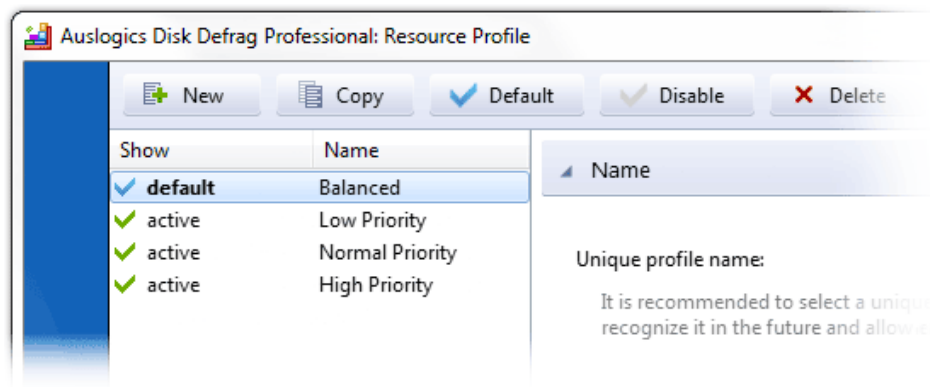 Auslogics Disk Defrag Professional: Resource Profile
New Copy Default Disable Delete
Show Name
default Balanced
active Low Priority
active Normal Priority
active High Priority
Name
Unique profile name:
It is recommended to select a
recognize it in the future and